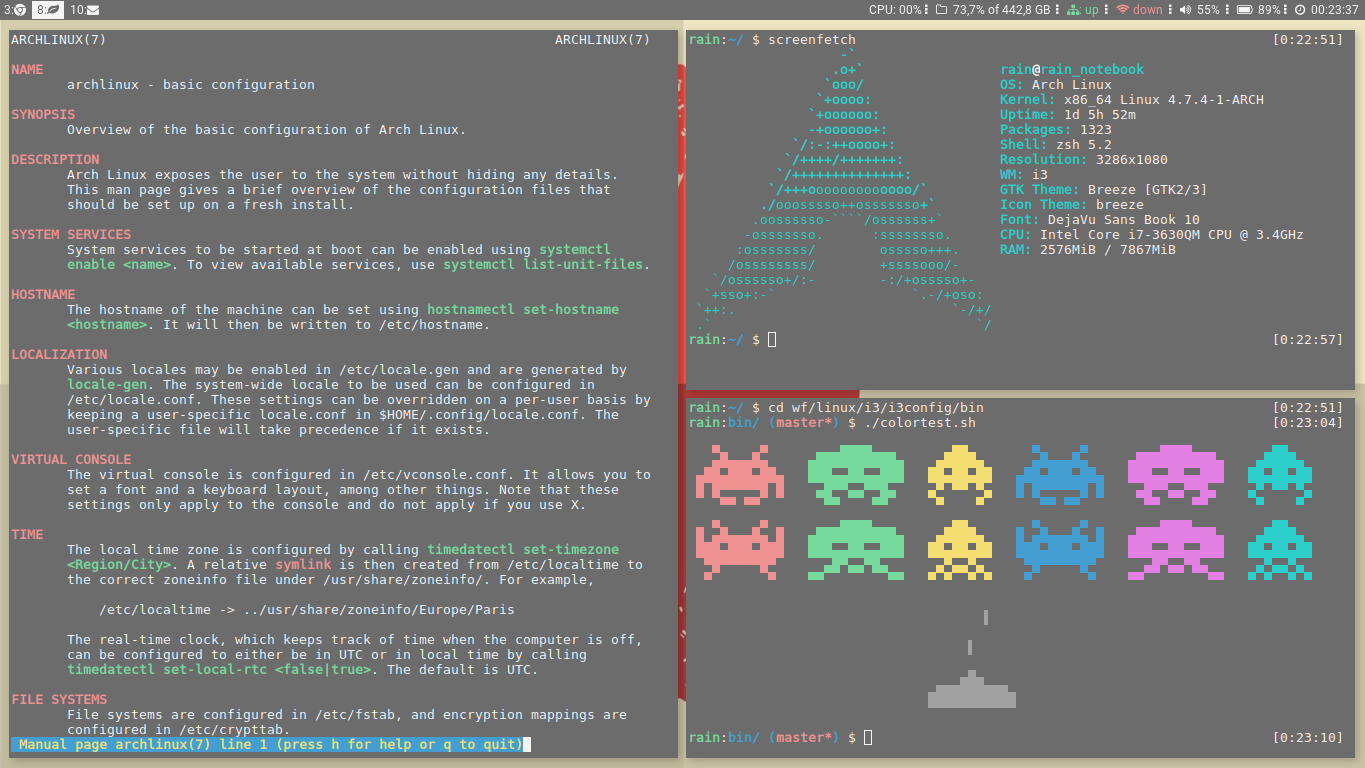 3: 8: 10: CPU: 00% 73,7% of 442,8 GB up down 55% 89% 00:23:37
ARCHLINUX(7) ARCHLINUX(7)
NAME
archlinux - basic configuration
SYNOPSIS
Overview of the basic configuration of Arch Linux.
DESCRIPTION
Arch Linux exposes the user to the system without hiding any details.
This man page gives a brief overview of the configuration files that
should be set up on a fresh install.
SYSTEM SERVICES
System services to be started at boot can be enabled using systemctl
enable <name>. To view available services, use systemctl list-unit-files.
HOSTNAME
The hostname of the machine can be set using hostnamectl set-hostname
<hostname>. It will then be written to /etc/hostname.
LOCALIZATION
Various locales may be enabled in /etc/locale.gen and are generated by
locale-gen. The system-wide locale to be used can be configured in
/etc/locale.conf. These settings can be overridden on a per-user basis by
keeping a user-specific locale.conf in $HOME/.config/locale.conf. The
user-specific file will take precedence if it exists.
VIRTUAL CONSOLE
The virtual console is configured in /etc/vconsole.conf. It allows you to
set a font and a keyboard layout, among other things. Note that these
settings only apply to the console and do not apply if you use X.
TIME
The local time zone is configured by calling timedatectl set-timezone
<Region/City>. A relative symlink is then created from /etc/localtime to
the correct zoneinfo file under /usr/share/zoneinfo/. For example,
/etc/localtime -> ../usr/share/zoneinfo/Europe/Paris
The real-time clock, which keeps track of time when the computer is off,
can be configured to either be in UTC or in local time by calling
timedatectl set-local-rtc <false|true>. The default is UTC.
FILE SYSTEMS
File systems are configured in /etc/fstab, and encryption mappings are
configured in /etc/crypttab.
Manual page archlinux(7) line 1 (press h for help or q to quit)
rain:~/ $ screenfetch [0:22:51]
-`
.o+`
`ooo/
`+oooo:
`+oooooo:
-+oooooo+:
`/:-:++oooo+:
`/++++/+++++++:
`/++++++++++++++:
`/+++ooooooooooooo/`
./ooosssso++osssssso+`
.oossssso-````/ossssss+`
-osssssso. :ssssssso.
:osssssss/ osssso+++.
/ossssssss/ +ssssooo/-
`/ossssso+/:- -:/+osssso+-
`+sso+:-` `.-/+oso:
`++:. `-/+/
.` `/
rain@rain_notebook
OS: Arch Linux
Kernel: x86_64 Linux 4.7.4-1-ARCH
Uptime: 1d 5h 52m
Packages: 1323
Shell: zsh 5.2
Resolution: 3286x1080
WM: i3
GTK Theme: Breeze [GTK2/3]
Icon Theme: breeze
Font: DejaVu Sans Book 10
CPU: Intel Core i7-3630QM CPU @ 3.4GHz
RAM: 2576MiB / 7867MiB
rain:~/ $ [0:22:57]
rain:~/ $ cd wf/linux/i3/i3config/bin [0:22:51]
rain:bin/ (master*) $ ./colortest.sh [0:23:04]
rain:bin/ (master*) $ [0:23:10]